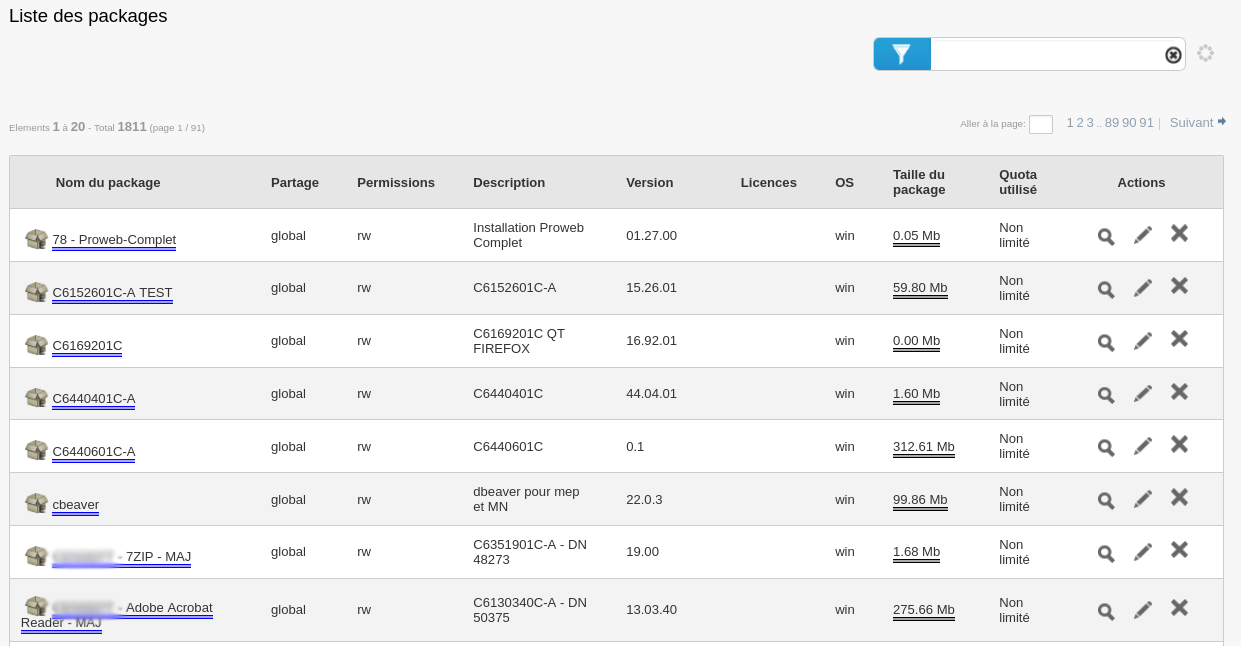 Liste des packages
Elements 1 à 20 - Total 1811 (page 1 / 91)
Aller à la page: 1 2 3 .. 89 90 91 | Suivant
Nom du package Partage Permissions Description Version Licences OS Taille du package Quota utilisé Actions
78 - Proweb-Complet global rw Installation Proweb Complet 01.27.00 win 0.05 Mb Non limité
C6152601C-A TEST global rw C6152601C-A 15.26.01 win 59.80 Mb Non limité
C6169201C global rw C6169201C QT FIREFOX 16.92.01 win 0.00 Mb Non limité
C6440401C-A global rw C6440401C 44.04.01 win 1.60 Mb Non limité
C6440601C-A global rw C6440601C 0.1 win 312.61 Mb Non limité
cbeaver global rw dbeaver pour mep et MN 22.0.3 win 99.86 Mb Non limité
- 7ZIP - MAJ global rw C6351901C-A - DN 48273 19.00 win 1.68 Mb Non limité
- Adobe Acrobat Reader - MAJ global rw C6130340C-A - DN 50375 13.03.40 win 275.66 Mb Non limité